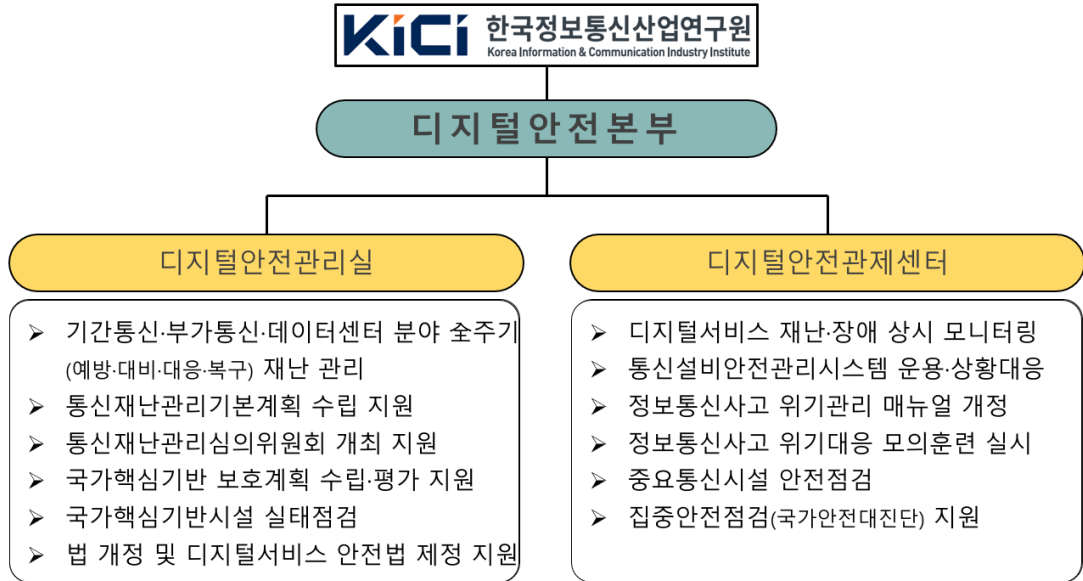 KiCi 한국정보통신산업연구원
Korea Information & Communication Industry Institute
디지털안전본부
디지털안전관리실
➢ 기간통신·부가통신·데이터센터 분야 全주기
(예방·대비·대응·복구) 재난 관리
➢ 통신재난관리기본계획 수립 지원
➢ 통신재난관리심의위원회 개최 지원
➢ 국가핵심기반 보호계획 수립·평가 지원
➢ 국가핵심기반시설 실태점검
➢ 법 개정 및 디지털서비스 안전법 제정 지원
디지털안전관제센터
➢ 디지털서비스 재난·장애 상시 모니터링
➢ 통신설비안전관리시스템 운용·상황대응
➢ 정보통신사고 위기관리 매뉴얼 개정
➢ 정보통신사고 위기대응 모의훈련 실시
➢ 중요통신시설 안전점검
➢ 집중안전점검(국가안전대진단) 지원